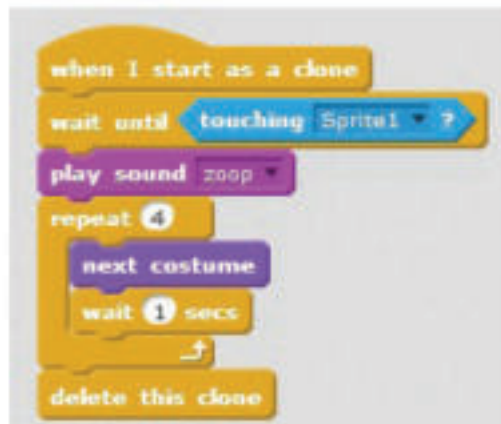 when I start as a clone
wait until touching Sprite1 ?
play sound zoop
repeat 4
next costume
wait 1 secs
delete this clone